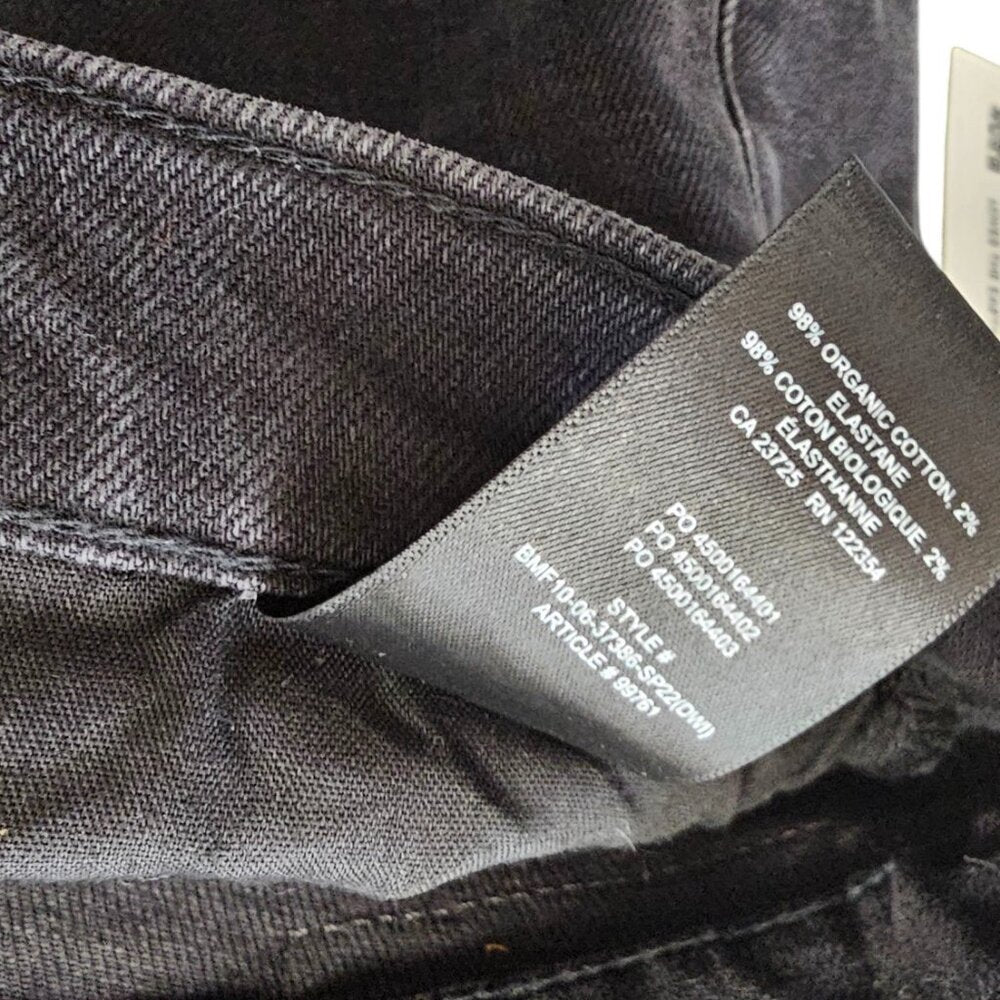 98% ORGANIC COTTON, 2%
ELASTANE
98% COTON BIOLOGIQUE, 2%
ÉLASTHANNE
CA 23725 RN 122354
PO 4500164401
PO 4500164402
PO 4500164403
STYLE #
BMF10-06-37386-SP22(DWI)
ARTICLE # 99761